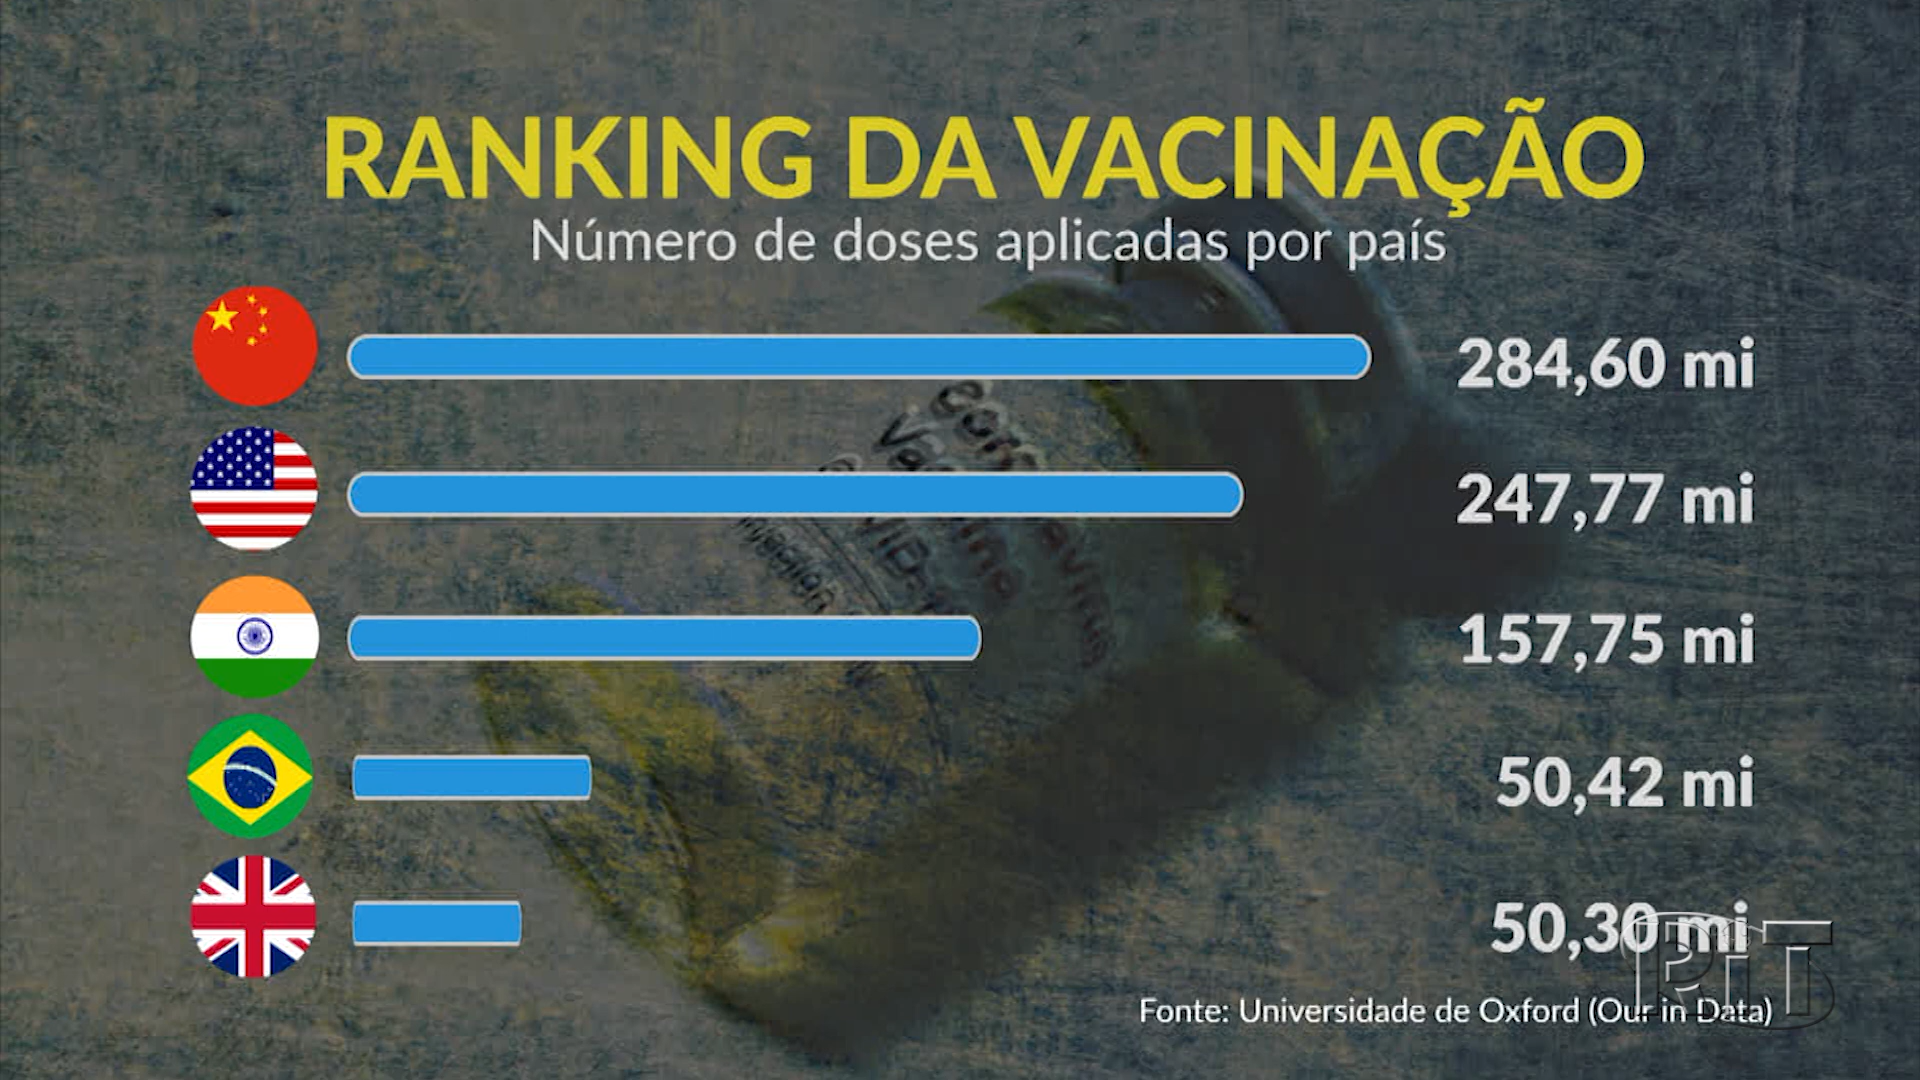 RANKING DA VACINAÇÃO
Número de doses aplicadas por país
284,60 mi
247,77 mi
157,75 mi
50,42 mi
50,30 mi
RIT
Fonte: Universidade de Oxford (Our in Data)